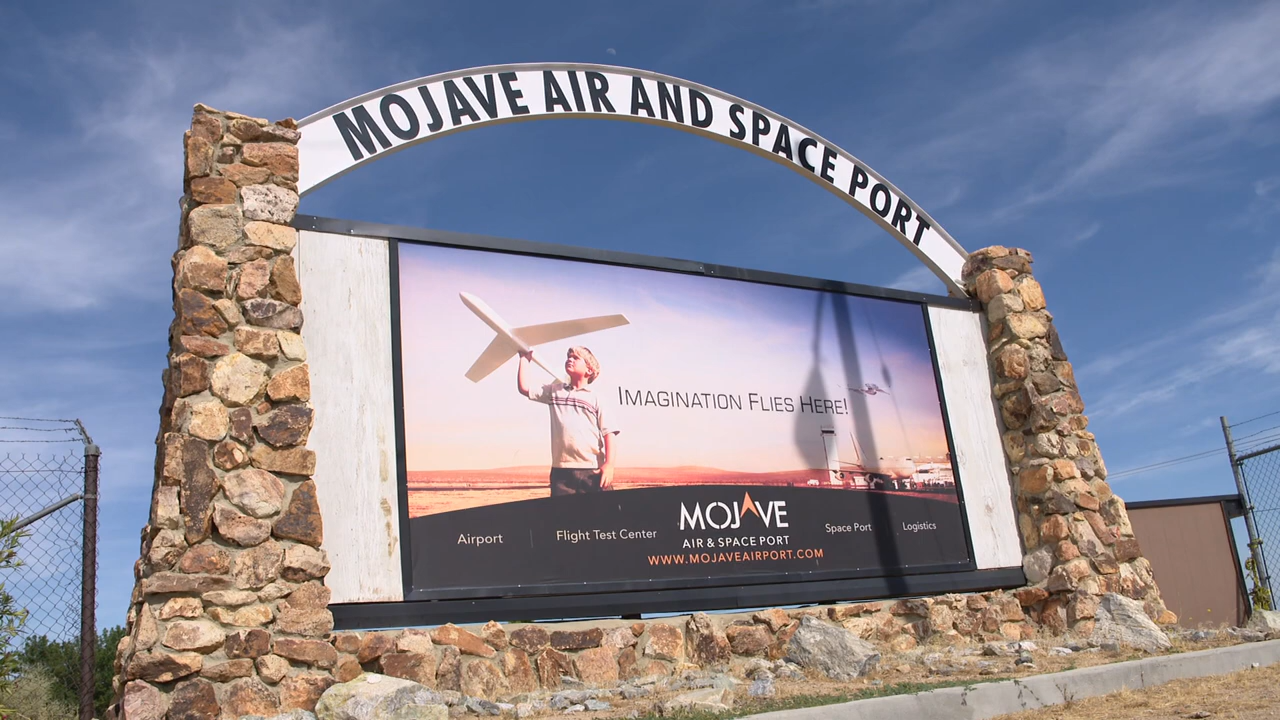 MOJAVE AIR AND SPACE PORT
IMAGINATION FLIES HERE!
MOJAVE
AIR & SPACE PORT
Airport
Flight Test Center
Space Port
Logistics
WWW.MOJAVEAIRPORT.COM